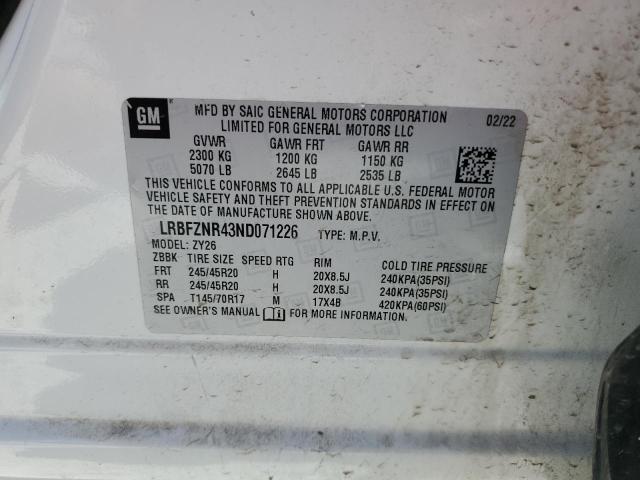 GM
MFD BY SAIC GENERAL MOTORS CORPORATION 02/22
LIMITED FOR GENERAL MOTORS LLC
GVWR GAWR FRT GAWR RR
2300 KG 1200 KG 1150 KG
5070 LB 2645 LB 2535 LB
THIS VEHICLE CONFORMS TO ALL APPLICABLE U.S. FEDERAL MOTOR
VEHICLE SAFETY AND THEFT PREVENTION STANDARDS IN EFFECT ON
THE DATE OF MANUFACTURE SHOWN ABOVE.
LRBFZNR43ND071226 TYPE: M.P.V.
MODEL: ZY26
ZBBK TIRE SIZE SPEED RTG RIM COLD TIRE PRESSURE
FRT 245/45R20 H 20X8.5J 240KPA(35PSI)
RR 245/45R20 H 20X8.5J 240KPA(35PSI)
SPA T145/70R17 M 17X4B 420KPA(60PSI)
SEE OWNER'S MANUAL FOR MORE INFORMATION